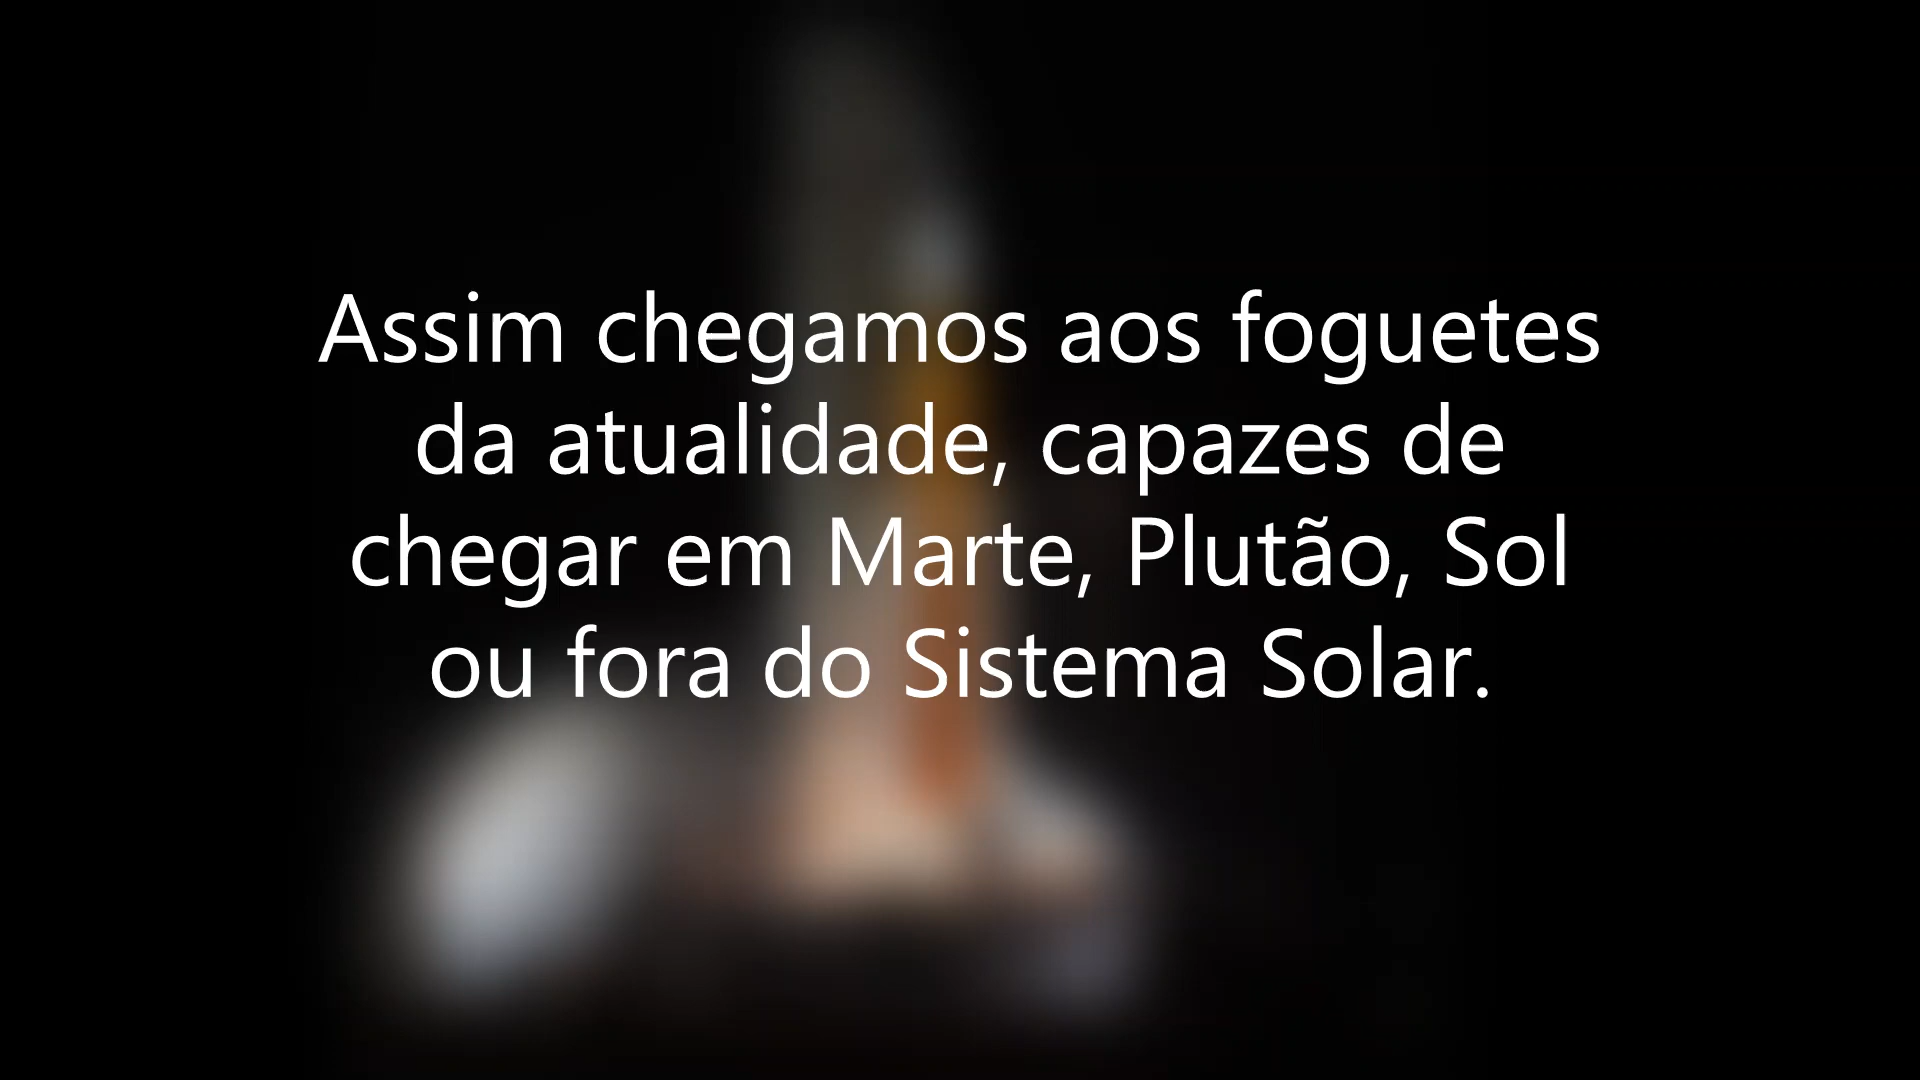 Assim chegamos aos foguetes
da atualidade, capazes de
chegar em Marte, Plutão, Sol
ou fora do Sistema Solar.